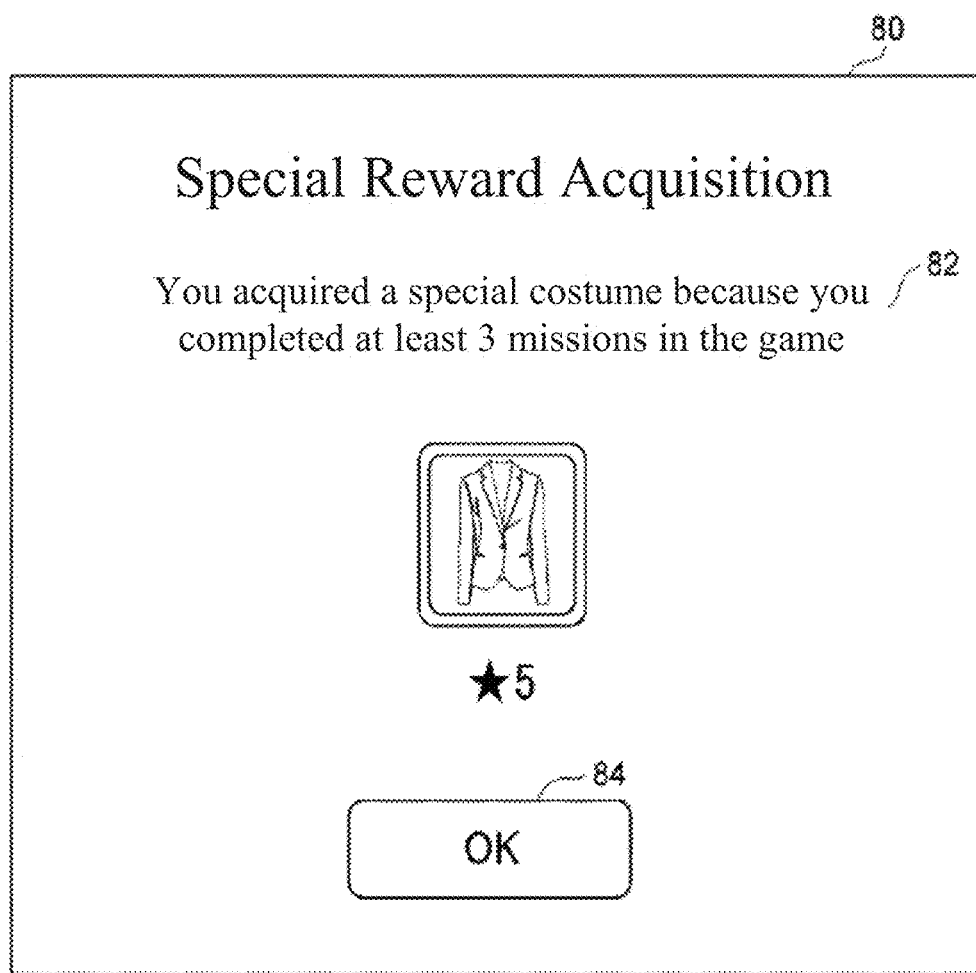 80
Special Reward Acquisition
You acquired a special costume because you
82
completed at least 3 missions in the game
★5
84
OK